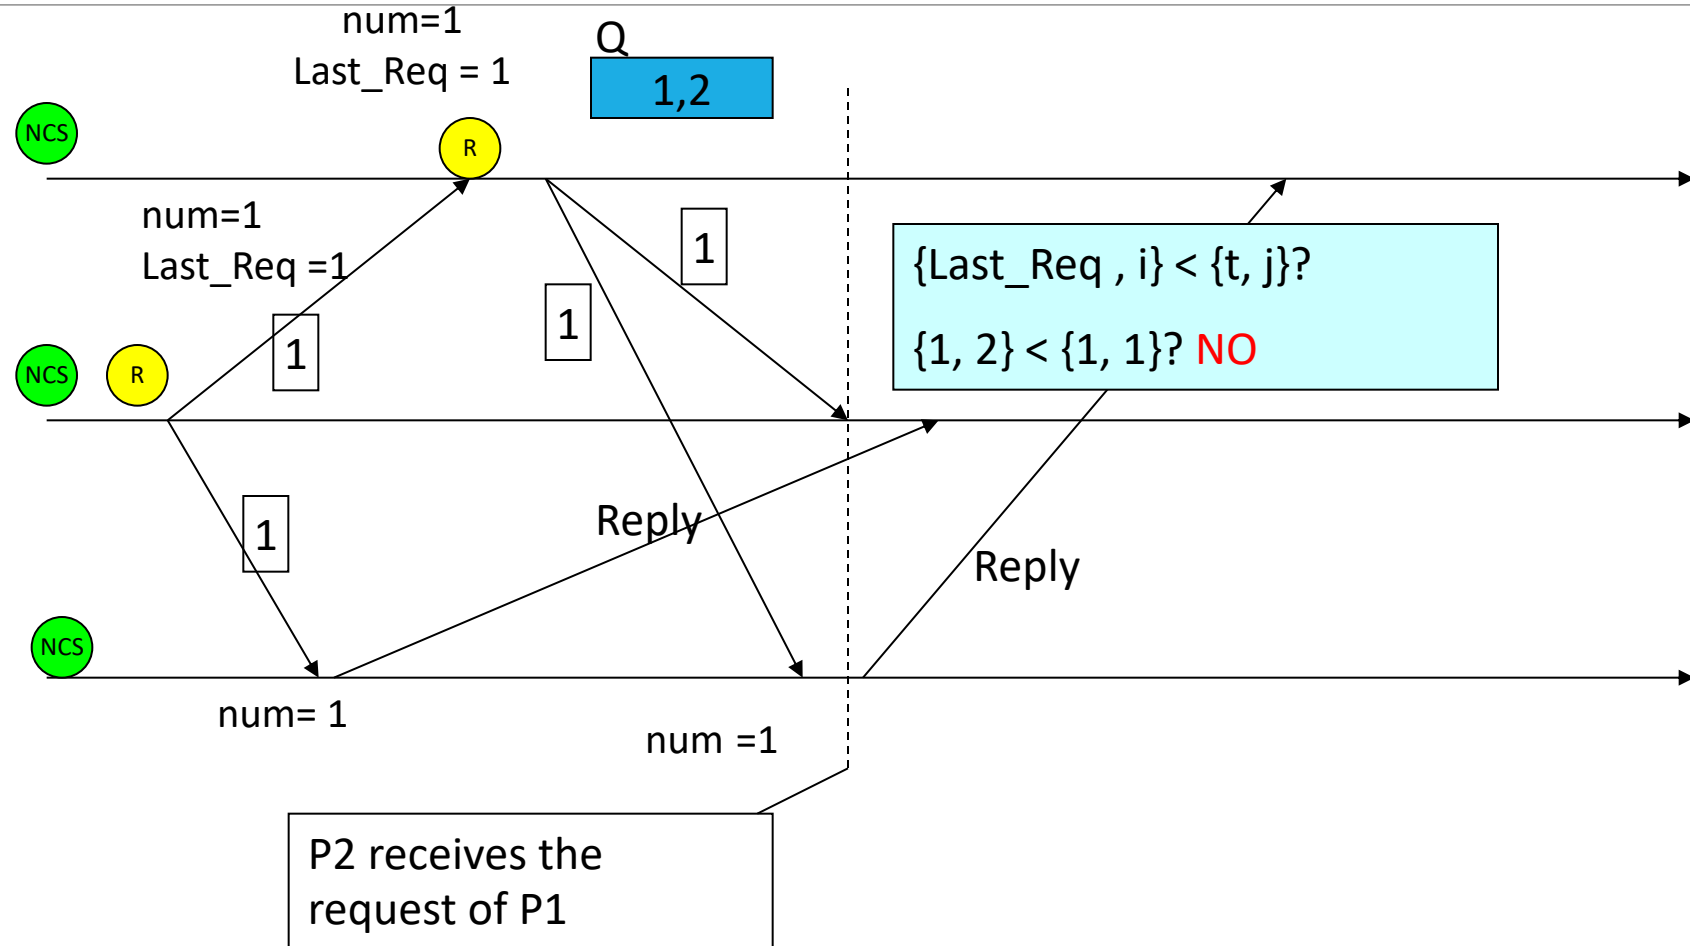 num=1
Last_Req = 1
Q
1,2
NCS
R
num=1
Last_Req =1
1
1
1
{Last_Req , i} < {t, j}?
{1, 2} < {1, 1}? NO
NCS
R
1
Reply
Reply
NCS
num= 1
num =1
P2 receives the
request of P1